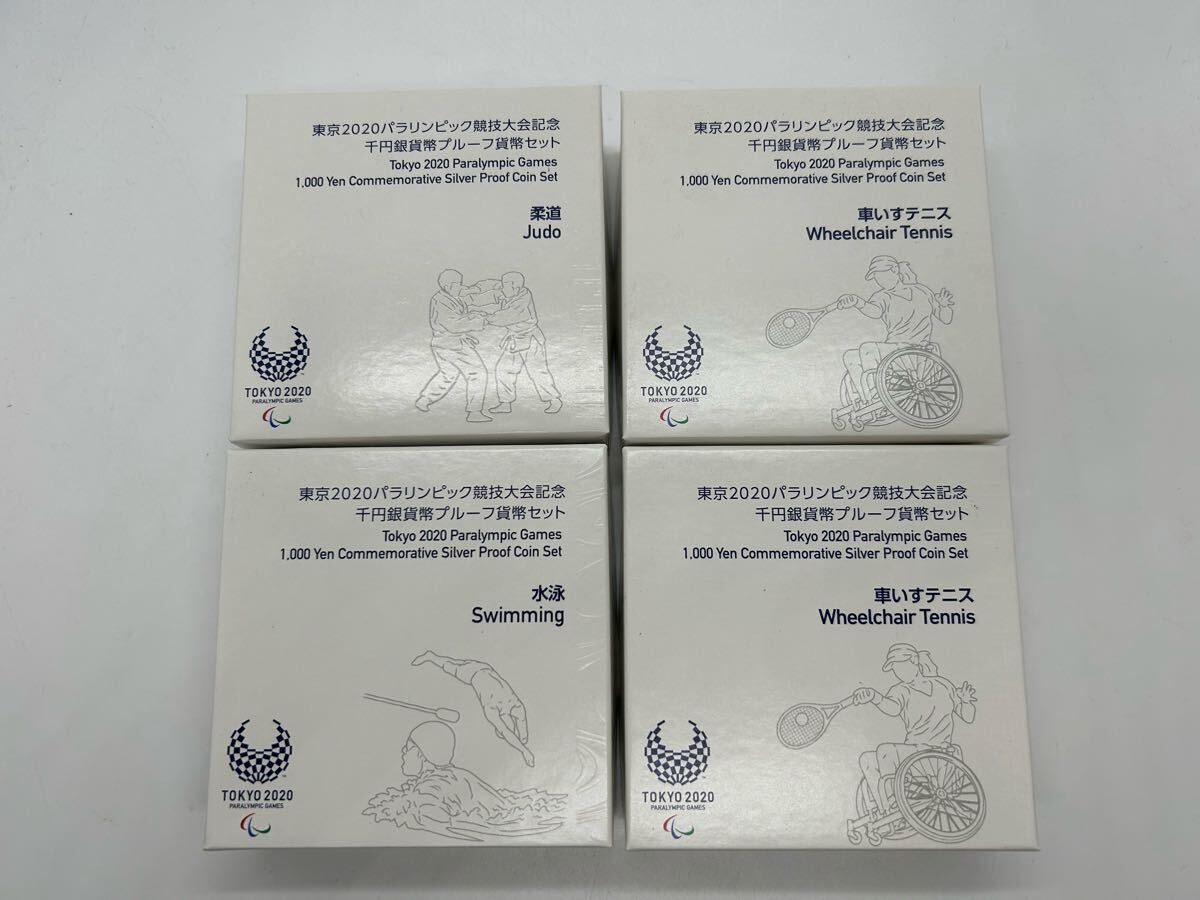 東京2020パラリンピック競技大会記念
千円銀貨幣プルーフ貨幣セット
Tokyo 2020 Paralympic Games
1,000 Yen Commemorative Silver Proof Coin Set
柔道
Judo
TOKYO 2020
PARALYMPIC GAMES
東京2020パラリンピック競技大会記念
千円銀貨幣プルーフ貨幣セット
Tokyo 2020 Paralympic Games
1,000 Yen Commemorative Silver Proof Coin Set
車いすテニス
Wheelchair Tennis
TOKYO 2020
PARALYMPIC GAMES
東京2020パラリンピック競技大会記念
千円銀貨幣プルーフ貨幣セット
Tokyo 2020 Paralympic Games
1,000 Yen Commemorative Silver Proof Coin Set
水泳
Swimming
TOKYO 2020
PARALYMPIC GAMES
東京2020パラリンピック競技大会記念
千円銀貨幣プルーフ貨幣セット
Tokyo 2020 Paralympic Games
1,000 Yen Commemorative Silver Proof Coin Set
車いすテニス
Wheelchair Tennis
TOKYO 2020
PARALYMPIC GAMES